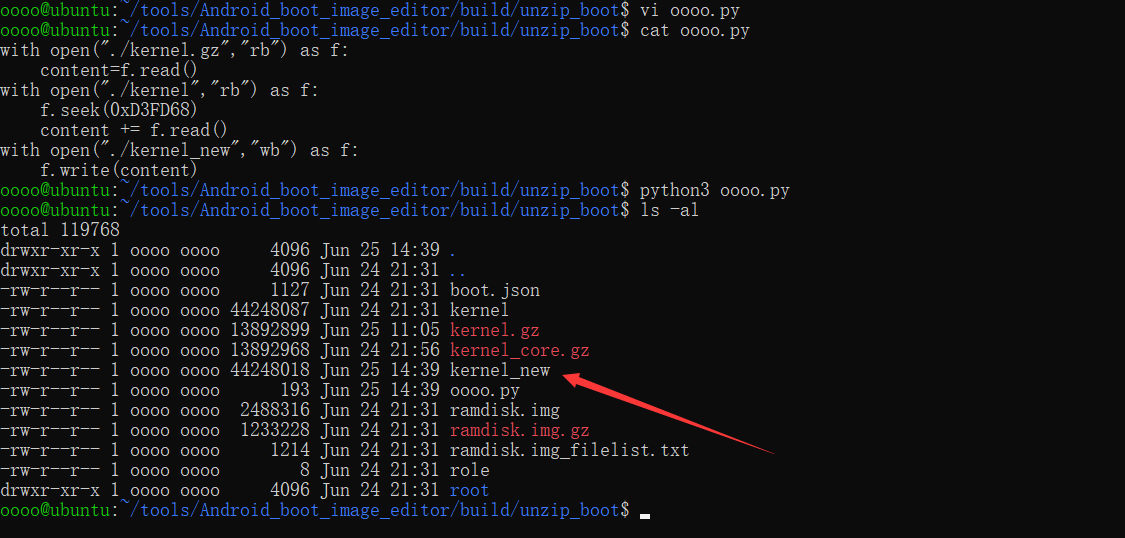 oooo@ubuntu:~/tools/Android_boot_image_editor/build/unzip_boot$ vi oooo.py
oooo@ubuntu:~/tools/Android_boot_image_editor/build/unzip_boot$ cat oooo.py
with open("./kernel.gz","rb") as f:
    content=f.read()
with open("./kernel","rb") as f:
    f.seek(0xD3FD68)
    content += f.read()
with open("./kernel_new","wb") as f:
    f.write(content)
oooo@ubuntu:~/tools/Android_boot_image_editor/build/unzip_boot$ python3 oooo.py
oooo@ubuntu:~/tools/Android_boot_image_editor/build/unzip_boot$ ls -al
total 119768
drwxr-xr-x 1 oooo oooo     4096 Jun 25 14:39 .
drwxr-xr-x 1 oooo oooo     4096 Jun 24 21:31 ..
-rw-r--r-- 1 oooo oooo     1127 Jun 24 21:31 boot.json
-rw-r--r-- 1 oooo oooo 44248087 Jun 24 21:31 kernel
-rw-r--r-- 1 oooo oooo 13892899 Jun 25 11:05 kernel.gz
-rw-r--r-- 1 oooo oooo 13892968 Jun 24 21:56 kernel_core.gz
-rw-r--r-- 1 oooo oooo 44248018 Jun 25 14:39 kernel_new
-rw-r--r-- 1 oooo oooo      193 Jun 25 14:39 oooo.py
-rw-r--r-- 1 oooo oooo  2488316 Jun 24 21:31 ramdisk.img
-rw-r--r-- 1 oooo oooo  1233228 Jun 24 21:31 ramdisk.img.gz
-rw-r--r-- 1 oooo oooo     1214 Jun 24 21:31 ramdisk.img_filelist.txt
-rw-r--r-- 1 oooo oooo        8 Jun 24 21:31 role
drwxr-xr-x 1 oooo oooo     4096 Jun 24 21:31 root
oooo@ubuntu:~/tools/Android_boot_image_editor/build/unzip_boot$